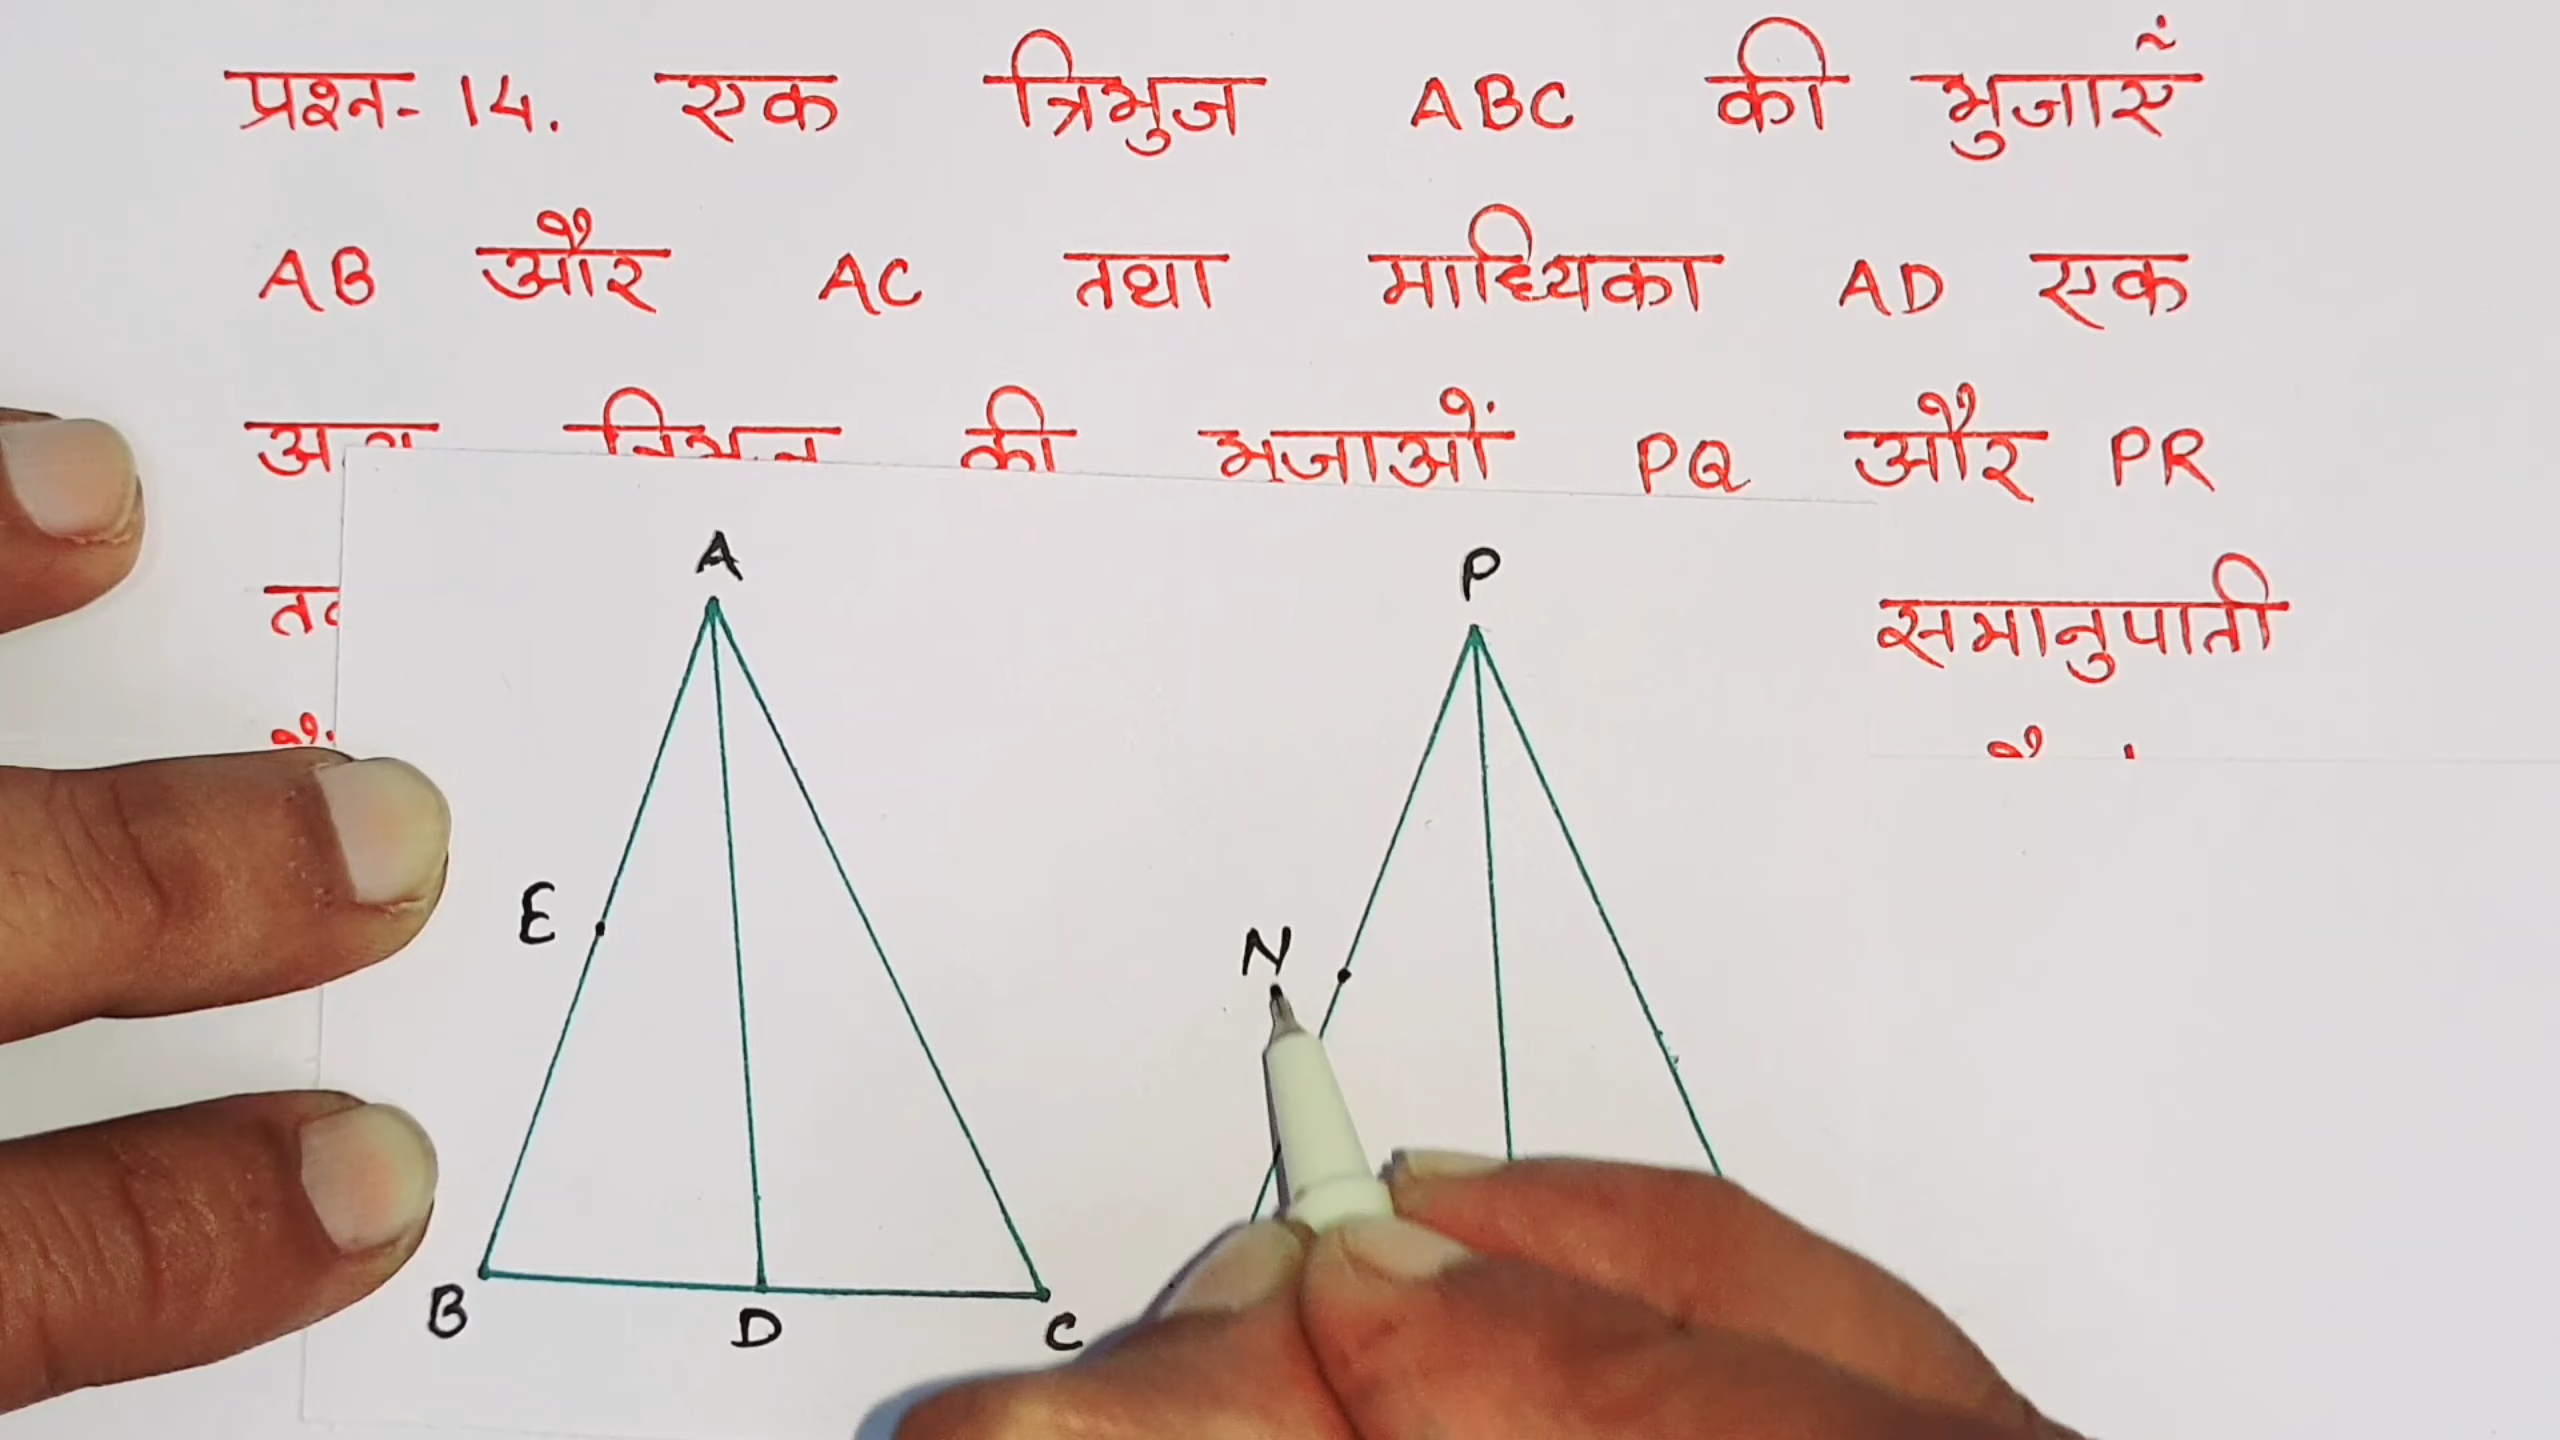 प्रश्न- 14. एक त्रिभुज ABC की भुजाएँ
AB और AC तथा माध्यिका AD एक
की भुजाओं PQ और PR
समानुपाती
A
P
E
N
B
D
C